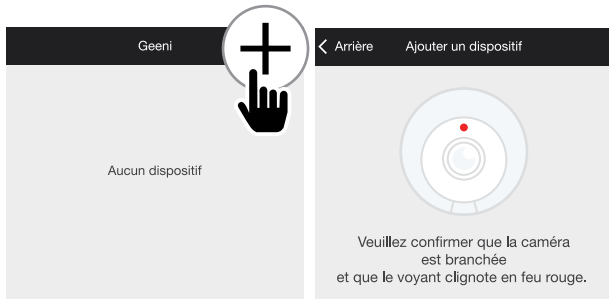 Geeni
Aucun dispositif
Arrière Ajouter un dispositif
Veuillez confirmer que la caméra
est branchée
et que le voyant clignote en feu rouge.